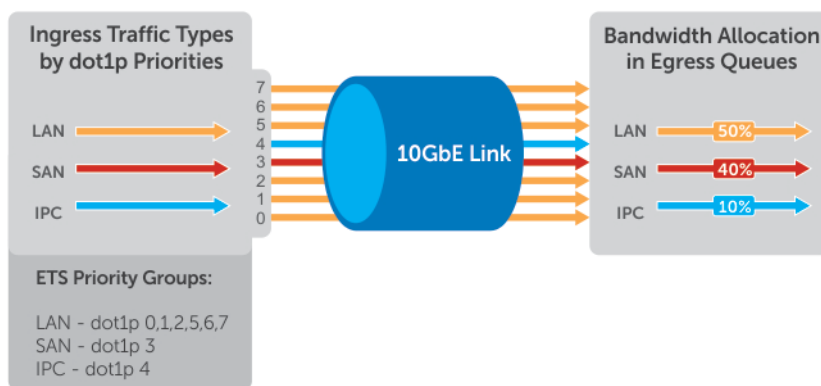 Ingress Traffic Types
by dot1p Priorities
LAN
SAN
IPC
7
6
5
4
3
2
1
0
10GbE Link
Bandwidth Allocation
in Egress Queues
LAN 50%
SAN 40%
IPC 10%
ETS Priority Groups:
LAN - dot1p 0,1,2,5,6,7
SAN - dot1p 3
IPC - dot1p 4